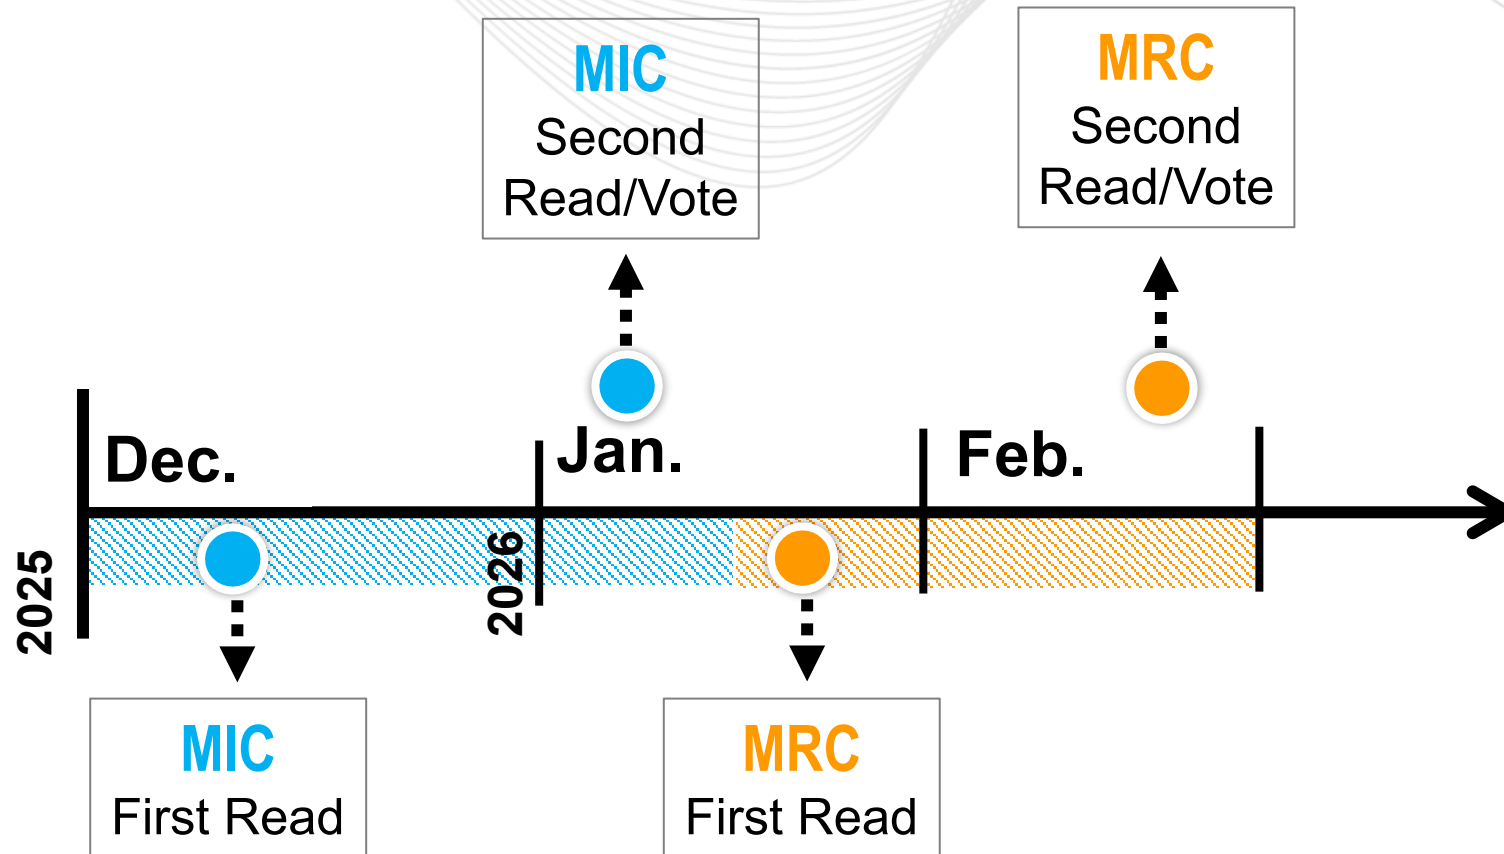 MIC
Second
Read/Vote
MRC
Second
Read/Vote
Dec.
Jan.
Feb.
2025
2026
MIC
First Read
MRC
First Read